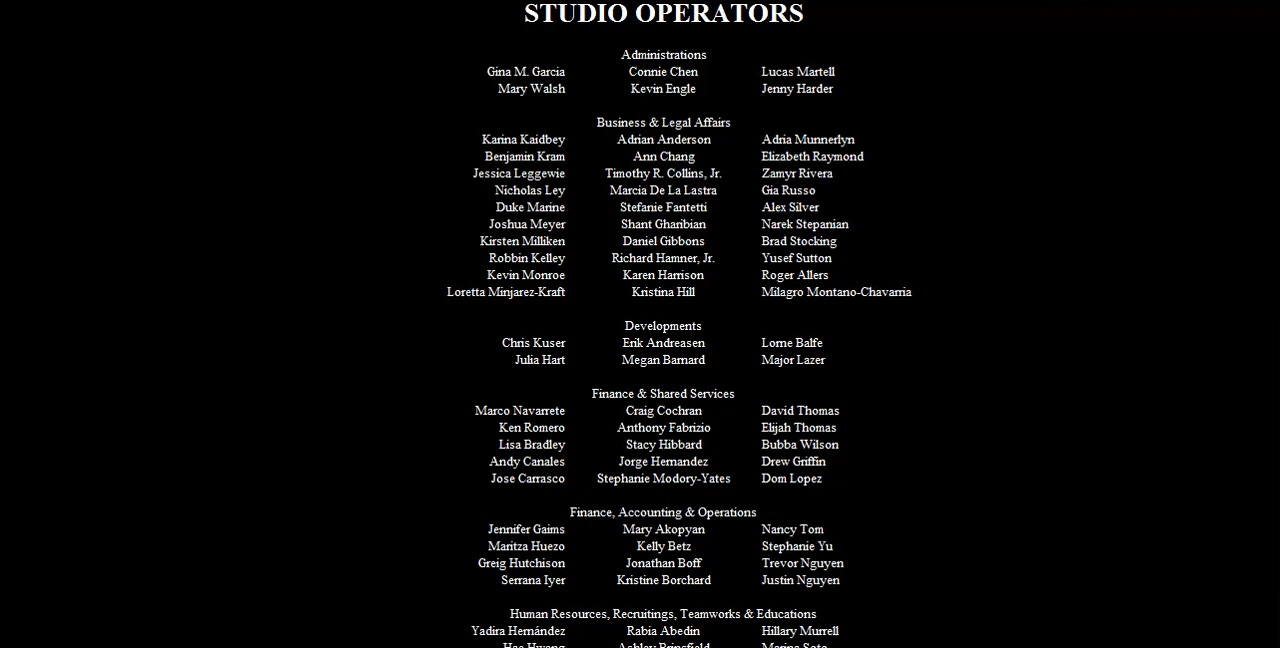 STUDIO OPERATORS
Administrations
Gina M. Garcia Connie Chen Lucas Martell
Mary Walsh Kevin Engle Jenny Harder
Business & Legal Affairs
Karina Kaidbey Adrian Anderson Adria Munnerlyn
Benjamin Kram Ann Chang Elizabeth Raymond
Jessica Leggewie Timothy R. Collins, Jr. Zamyr Rivera
Nicholas Ley Marcia De La Lastra Gia Russo
Duke Marine Stefanie Fantetti Alex Silver
Joshua Meyer Shant Gharibian Narek Stepanian
Kirsten Milliken Daniel Gibbons Brad Stocking
Robbin Kelley Richard Hamner, Jr. Yusef Sutton
Kevin Monroe Karen Harrison Roger Allers
Loretta Minjarez-Kraft Kristina Hill Milagro Montano-Chavarria
Developments
Chris Kuser Erik Andreasen Lorne Balfe
Julia Hart Megan Barnard Major Lazer
Finance & Shared Services
Marco Navarrete Craig Cochran David Thomas
Ken Romero Anthony Fabrizio Elijah Thomas
Lisa Bradley Stacy Hibbard Bubba Wilson
Andy Canales Jorge Hernandez Drew Griffin
Jose Carrasco Stephanie Modory-Yates Dom Lopez
Finance, Accounting & Operations
Jennifer Gaims Mary Akopyan Nancy Tom
Maritza Huezo Kelly Betz Stephanie Yu
Greig Hutchison Jonathan Boff Trevor Nguyen
Serrana Iyer Kristine Borchard Justin Nguyen
Human Resources, Recruitings, Teamworks & Educations
Yadira Hernández Rabia Abedin Hillary Murrell
Hae Hwang Ashley Brinsfield Marina Soto